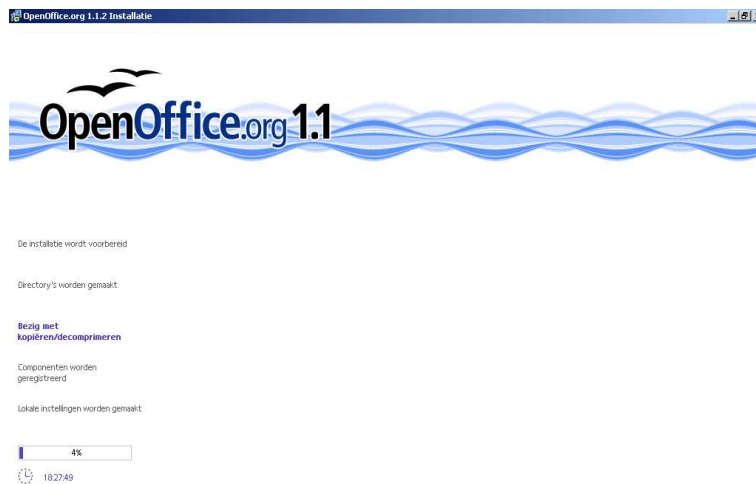 OpenOffice.org 1.1.2 Installatie
OpenOffice.org 1.1
De installatie wordt voorbereid
Directory's worden gemaakt
Bezig met
kopiëren/decomprimeren
Componenten worden
geregistreerd
Lokale instellingen worden gemaakt
4%
18:27:49